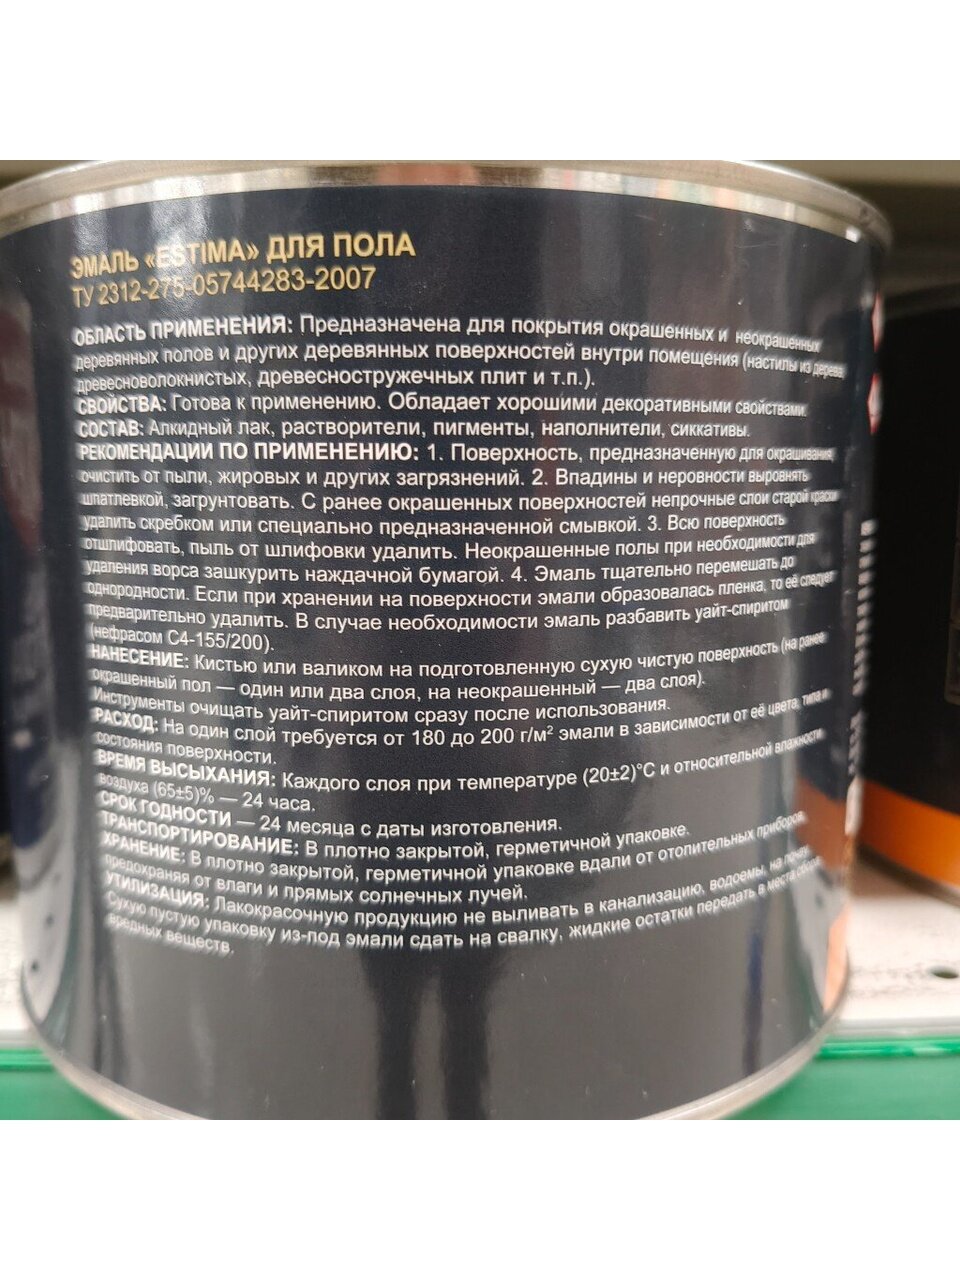 ЭМАЛЬ «ESTIMA» ДЛЯ ПОЛА
ТУ 2312-275-05744283-2007
ОБЛАСТЬ ПРИМЕНЕНИЯ: Предназначена для покрытия окрашенных и неокрашенных
деревянных полов и других деревянных поверхностей внутри помещения (настилы из дерева,
древесноволокнистых, древесностружечных плит и т.п.).
СВОЙСТВА: Готова к применению. Обладает хорошими декоративными свойствами.
СОСТАВ: Алкидный лак, растворители, пигменты, наполнители, сиккативы.
РЕКОМЕНДАЦИИ ПО ПРИМЕНЕНИЮ: 1. Поверхность, предназначенную для окрашивания,
очистить от пыли, жировых и других загрязнений. 2. Впадины и неровности выровнять
шпатлевкой, загрунтовать. С ранее окрашенных поверхностей непрочные слои старой краски
удалить скребком или специально предназначенной смывкой. 3. Всю поверхность
отшлифовать, пыль от шлифовки удалить. Неокрашенные полы при необходимости для
удаления ворса зашкурить наждачной бумагой. 4. Эмаль тщательно перемешать до
однородности. Если при хранении на поверхности эмали образовалась пленка, то её следует
предварительно удалить. В случае необходимости эмаль разбавить уайт-спиритом
(нефрасом С4-155/200).
НАНЕСЕНИЕ: Кистью или валиком на подготовленную сухую чистую поверхность (на ранее
окрашенный пол — один или два слоя, на неокрашенный — два слоя).
Инструменты очищать уайт-спиритом сразу после использования.
РАСХОД: На один слой требуется от 180 до 200 г/м² эмали в зависимости от её цвета, типа и
состояния поверхности.
ВРЕМЯ ВЫСЫХАНИЯ: Каждого слоя при температуре (20±2)°С и относительной влажности
воздуха (65±5)% — 24 часа.
СРОК ГОДНОСТИ — 24 месяца с даты изготовления.
ТРАНСПОРТИРОВАНИЕ: В плотно закрытой, герметичной упаковке.
ХРАНЕНИЕ: В плотно закрытой, герметичной упаковке вдали от отопительных приборов,
предохраняя от влаги и прямых солнечных лучей.
УТИЛИЗАЦИЯ: Лакокрасочную продукцию не выливать в канализацию, водоемы, на почву.
Сухую пустую упаковку из-под эмали сдать на свалку, жидкие остатки передать в места сбора
вредных веществ.